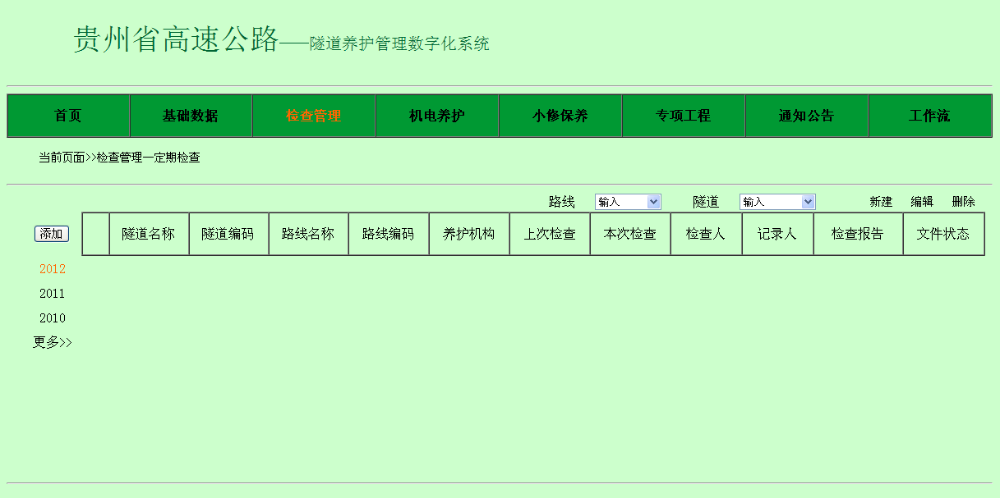 贵州省高速公路——隧道养护管理数字化系统
首页 基础数据 检查管理 机电养护 小修保养 专项工程 通知公告 工作流
当前页面>>检查管理—定期检查
路线 输入 隧道 输入 新建 编辑 删除
添加 隧道名称 隧道编码 路线名称 路线编码 养护机构 上次检查 本次检查 检查人 记录人 检查报告 文件状态
2012
2011
2010
更多>>